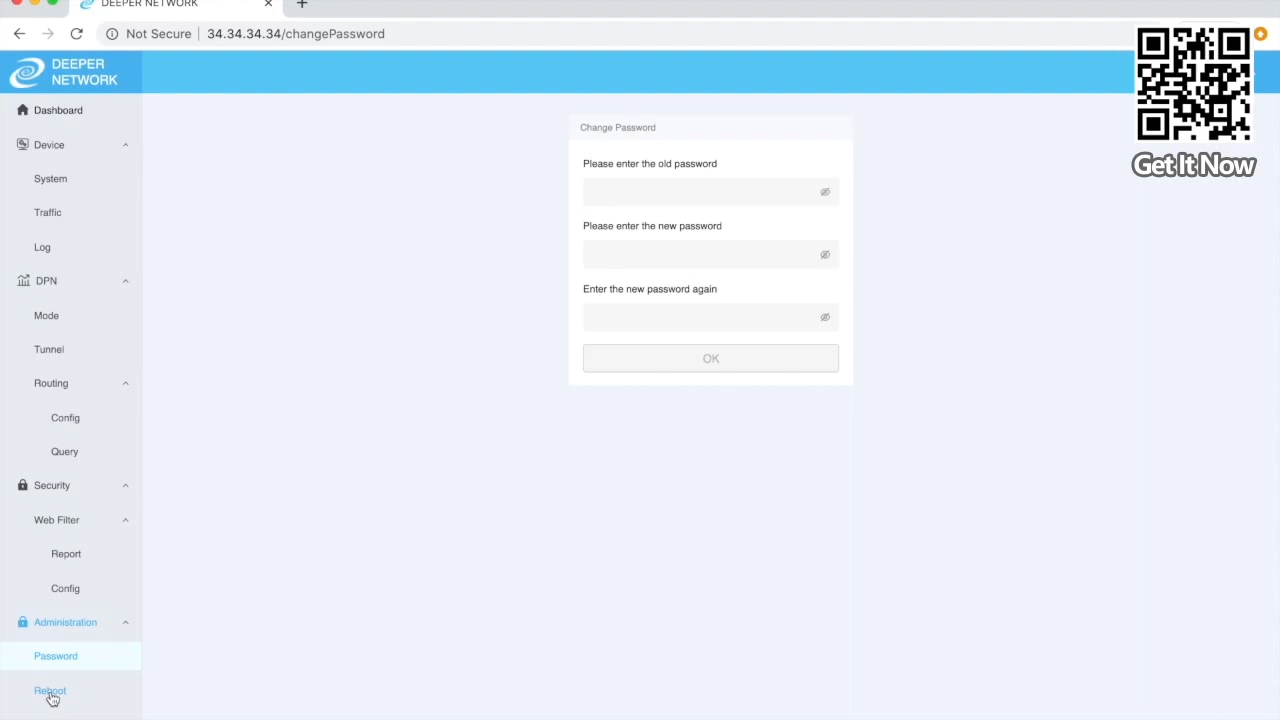 DEEPER NETWORK
Not Secure
34.34.34.34/changePassword
DEEPER
NETWORK
Get It Now
Dashboard
Device
System
Traffic
Log
DPN
Mode
Tunnel
Routing
Config
Query
Security
Web Filter
Report
Config
Administration
Password
Reboot
Change Password
Please enter the old password
Please enter the new password
Enter the new password again
OK